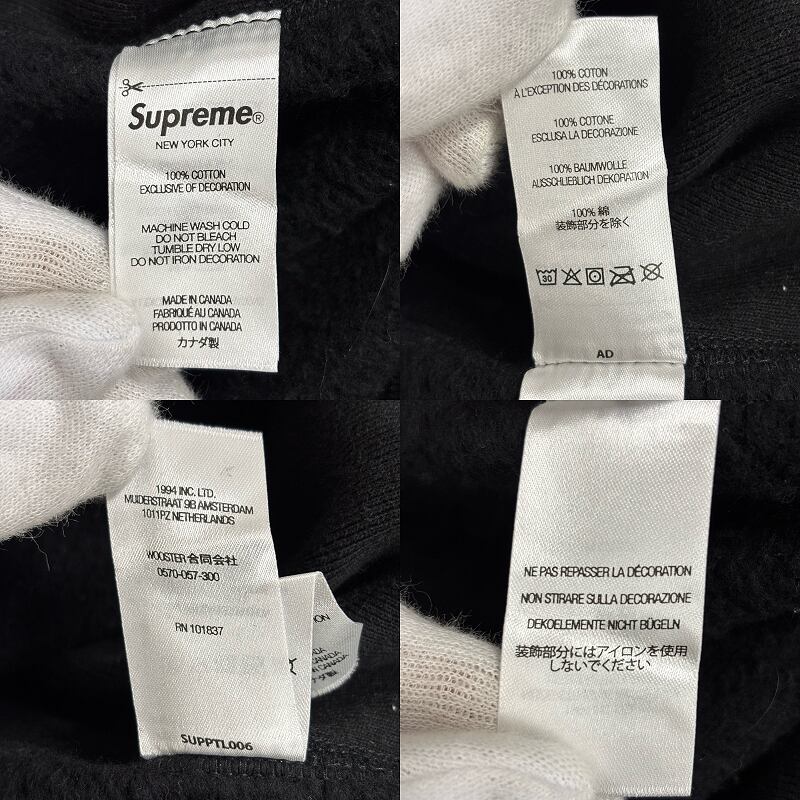 Supreme®
NEW YORK CITY
100% COTTON
EXCLUSIVE OF DECORATION
MACHINE WASH COLD
DO NOT BLEACH
TUMBLE DRY LOW
DO NOT IRON DECORATION
MADE IN CANADA
FABRIQUÉ AU CANADA
PRODOTTO IN CANADA
カナダ製
100% COTON
À L'EXCEPTION DES DÉCORATIONS
100% COTONE
ESCLUSA LA DECORAZIONE
100% BAUMWOLLE
AUSSCHLIEßLICH DEKORATION
100% 綿
装飾部分を除く
30
AD
1994 INC. LTD.
MUIDERSTRAAT 9B AMSTERDAM
1011PZ NETHERLANDS
WOOSTER 合同会社
0570-057-300
RN 101837
SUPPTL006
NE PAS REPASSER LA DÉCORATION
NON STIRARE SULLA DECORAZIONE
DEKOELEMENTE NICHT BÜGELN
装飾部分にはアイロンを使用
しないでください